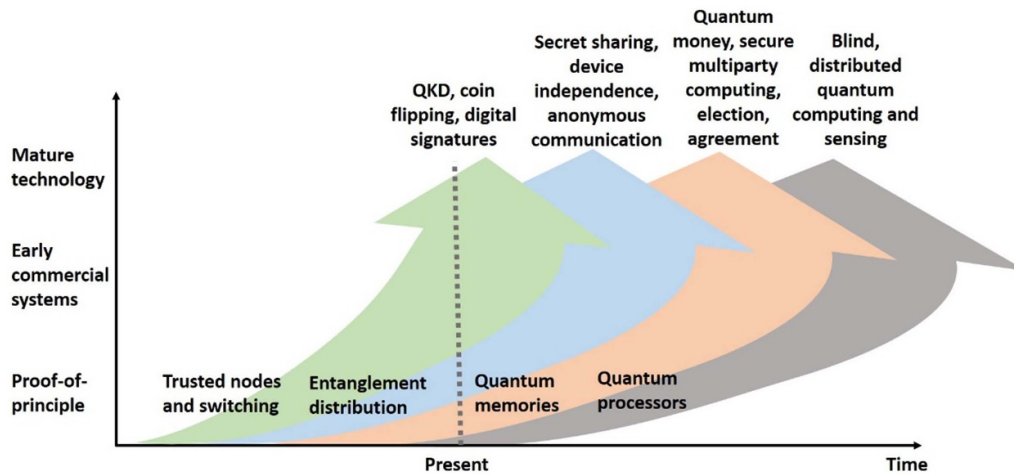 QKD, coin
flipping, digital
signatures
Secret sharing,
device
independence,
anonymous
communication
Quantum
money, secure
multiparty
computing,
election,
agreement
Blind,
distributed
quantum
computing and
sensing
Mature
technology
Early
commercial
systems
Proof-of-
principle
Trusted nodes
and switching
Entanglement
distribution
Quantum
memories
Quantum
processors
Present
Time